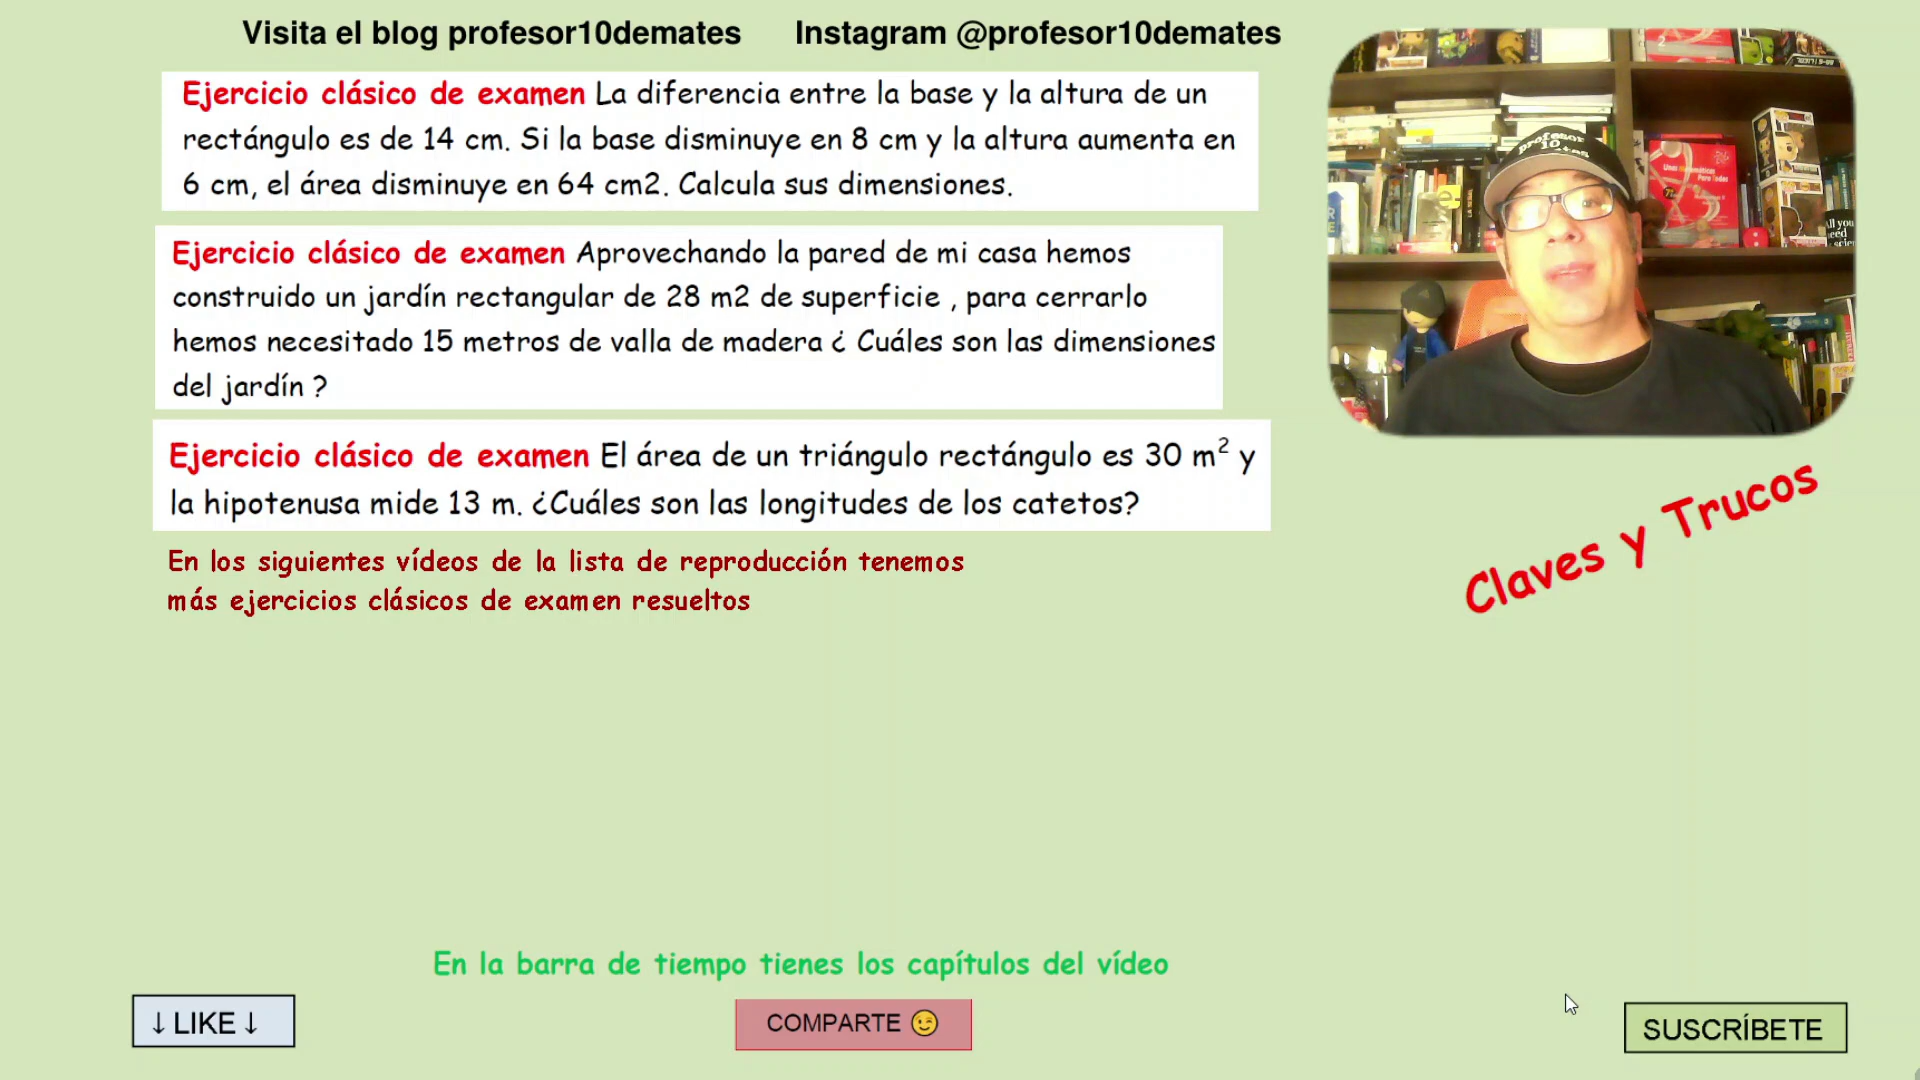 Visita el blog profesor10demates Instagram @profesor10demates
Ejercicio clásico de examen La diferencia entre la base y la altura de un
rectángulo es de 14 cm. Si la base disminuye en 8 cm y la altura aumenta en
6 cm, el área disminuye en 64 cm2. Calcula sus dimensiones.
Ejercicio clásico de examen Aprovechando la pared de mi casa hemos
construido un jardín rectangular de 28 m2 de superficie , para cerrarlo
hemos necesitado 15 metros de valla de madera ¿ Cuáles son las dimensiones
del jardín ?
Ejercicio clásico de examen El área de un triángulo rectángulo es 30 m² y
la hipotenusa mide 13 m. ¿Cuáles son las longitudes de los catetos?
En los siguientes vídeos de la lista de reproducción tenemos
más ejercicios clásicos de examen resueltos
profesor
10
All you
need
Claves y Trucos
En la barra de tiempo tienes los capítulos del vídeo
↓ LIKE ↓
COMPARTE 😉
SUSCRÍBETE